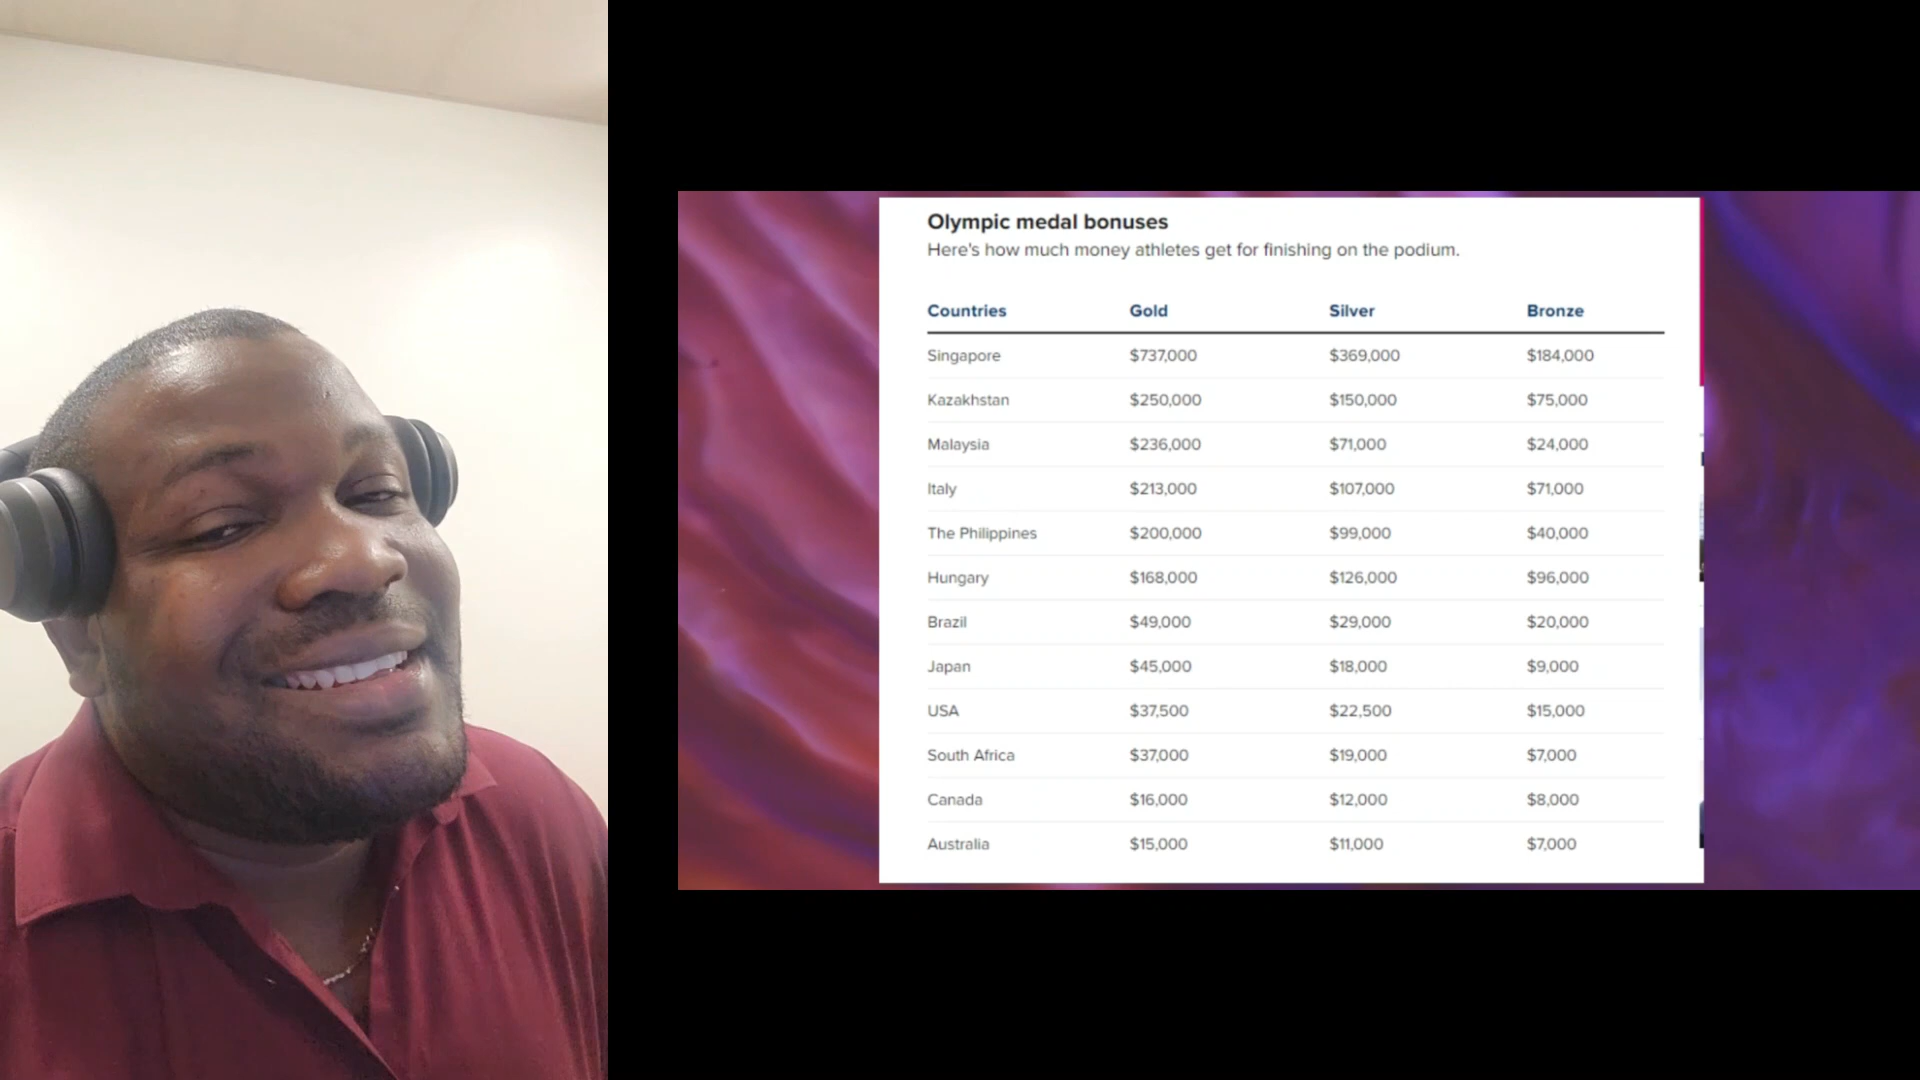 Olympic medal bonuses
Here's how much money athletes get for finishing on the podium.
Countries Gold Silver Bronze
Singapore $737,000 $369,000 $184,000
Kazakhstan $250,000 $150,000 $75,000
Malaysia $236,000 $71,000 $24,000
Italy $213,000 $107,000 $71,000
The Philippines $200,000 $99,000 $40,000
Hungary $168,000 $126,000 $96,000
Brazil $49,000 $29,000 $20,000
Japan $45,000 $18,000 $9,000
USA $37,500 $22,500 $15,000
South Africa $37,000 $19,000 $7,000
Canada $16,000 $12,000 $8,000
Australia $15,000 $11,000 $7,000